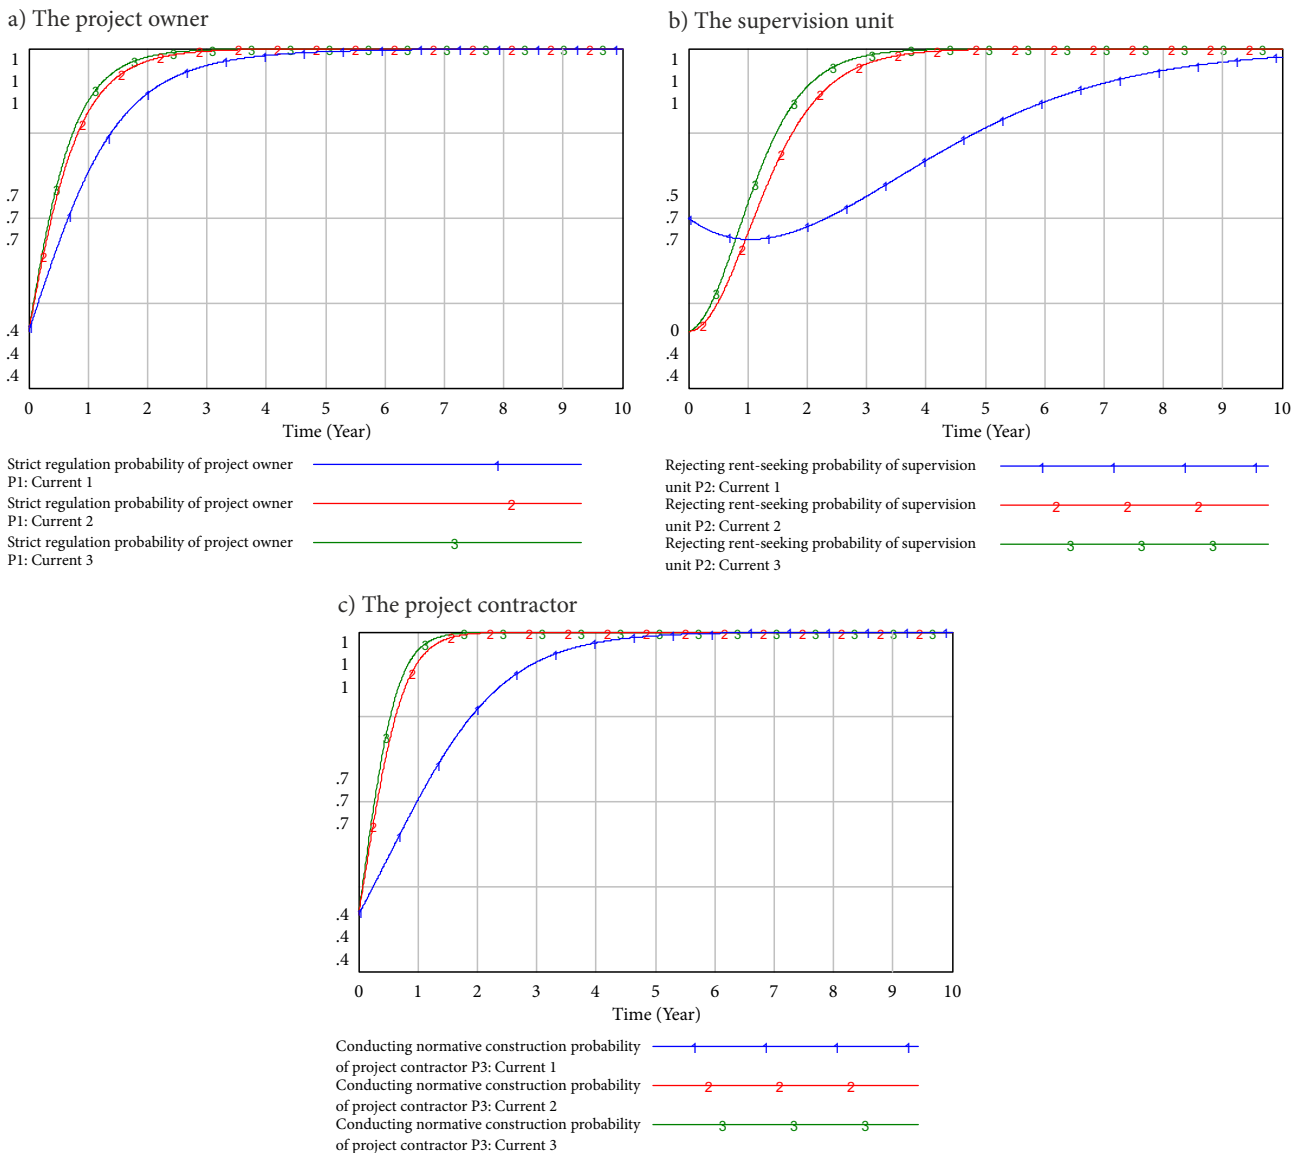 a) The project owner
1
1
1
.7
.7
.7
.4
.4
.4
0 1 2 3 4 5 6 7 8 9 10
Time (Year)
Strict regulation probability of project owner
P1: Current 1
Strict regulation probability of project owner
P1: Current 2
Strict regulation probability of project owner
P1: Current 3
b) The supervision unit
1
1
1
.5
.7
.7
0
.4
.4
0 1 2 3 4 5 6 7 8 9 10
Time (Year)
Rejecting rent-seeking probability of supervision
unit P2: Current 1
Rejecting rent-seeking probability of supervision
unit P2: Current 2
Rejecting rent-seeking probability of supervision
unit P2: Current 3
c) The project contractor
1
1
1
.7
.7
.7
.4
.4
.4
0 1 2 3 4 5 6 7 8 9 10
Time (Year)
Conducting normative construction probability
of project contractor P3: Current 1
Conducting normative construction probability
of project contractor P3: Current 2
Conducting normative construction probability
of project contractor P3: Current 3